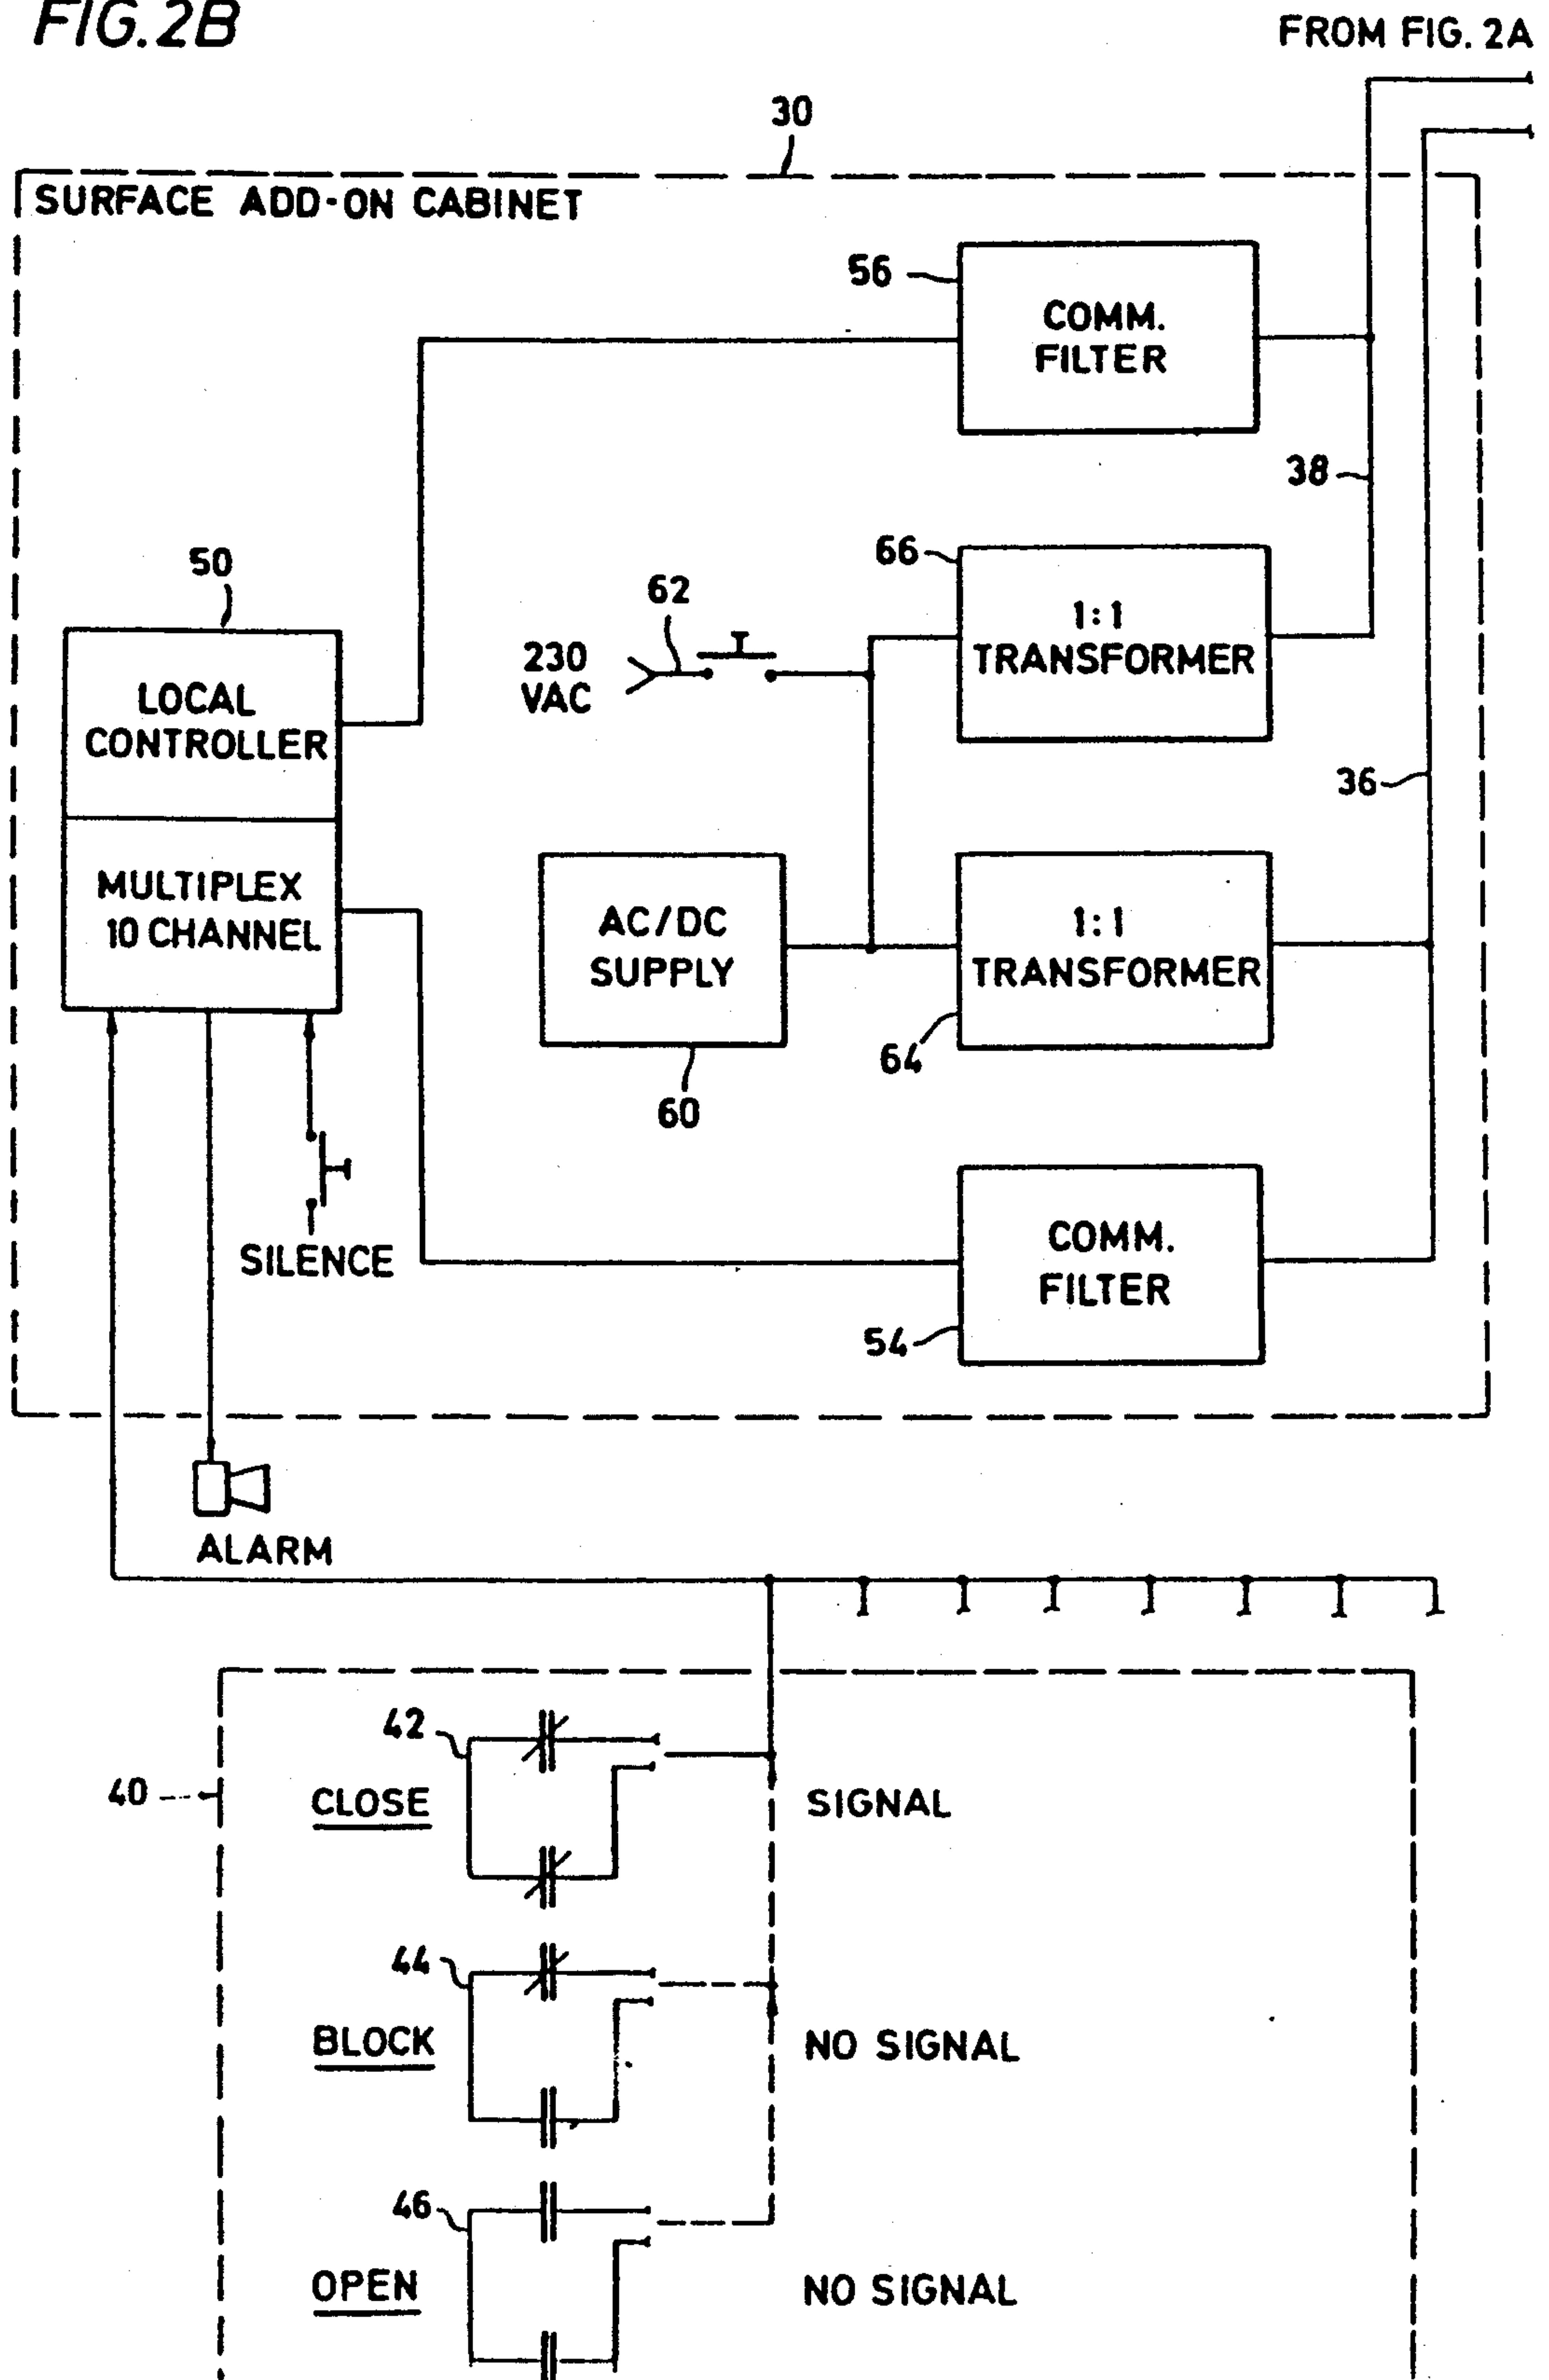 FIG.2B
FROM FIG. 2A
30
SURFACE ADD-ON CABINET
56
COMM.
FILTER
38
50
62
66
230
VAC
1:1
TRANSFORMER
LOCAL
CONTROLLER
36
MULTIPLEX
10 CHANNEL
AC/DC
SUPPLY
1:1
TRANSFORMER
64
60
SILENCE
COMM.
FILTER
54
ALARM
42
40
CLOSE
SIGNAL
44
BLOCK
NO SIGNAL
46
OPEN
NO SIGNAL